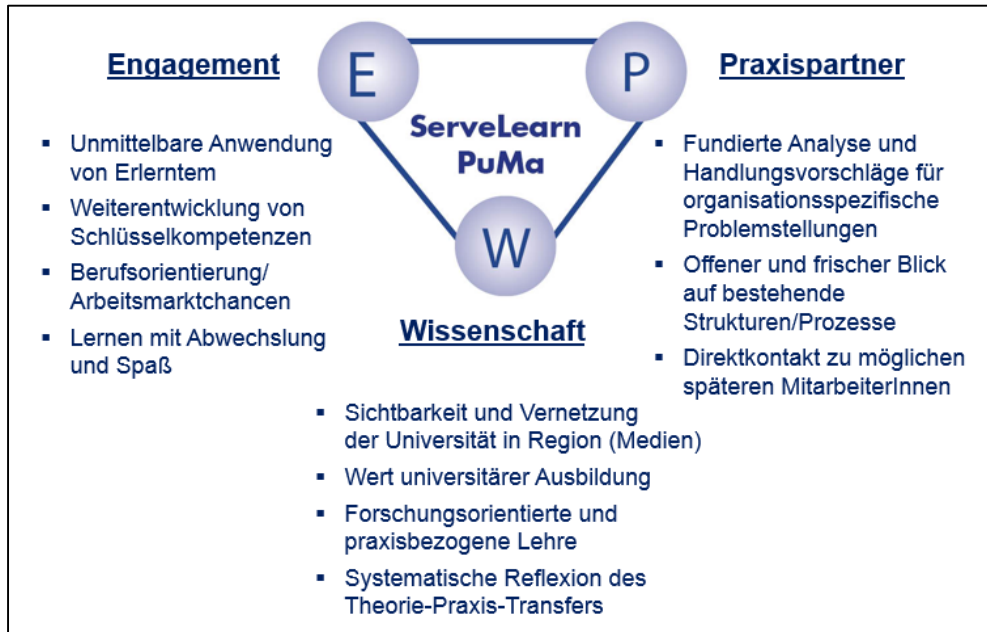 E
P
ServeLearn
PuMa
W
Engagement
▪ Unmittelbare Anwendung
von Erlerntem
▪ Weiterentwicklung von
Schlüsselkompetenzen
▪ Berufsorientierung/
Arbeitsmarktchancen
▪ Lernen mit Abwechslung
und Spaß
Praxispartner
▪ Fundierte Analyse und
Handlungsvorschläge für
organisationsspezifische
Problemstellungen
▪ Offener und frischer Blick
auf bestehende
Strukturen/Prozesse
▪ Direktkontakt zu möglichen
späteren MitarbeiterInnen
Wissenschaft
▪ Sichtbarkeit und Vernetzung
der Universität in Region (Medien)
▪ Wert universitärer Ausbildung
▪ Forschungsorientierte und
praxisbezogene Lehre
▪ Systematische Reflexion des
Theorie-Praxis-Transfers